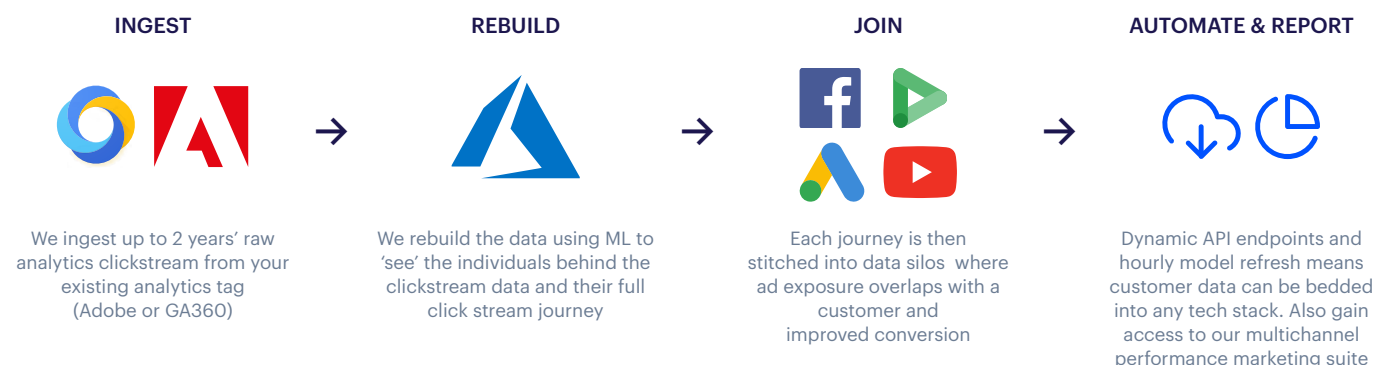 INGEST
We ingest up to 2 years’ raw
analytics clickstream from your
existing analytics tag
(Adobe or GA360)
REBUILD
We rebuild the data using ML to
‘see’ the individuals behind the
clickstream data and their full
click stream journey
JOIN
Each journey is then
stitched into data silos  where
ad exposure overlaps with a
customer and
improved conversion
AUTOMATE & REPORT
Dynamic API endpoints and
hourly model refresh means
customer data can be bedded
into any tech stack. Also gain
access to our multichannel
performance marketing suite